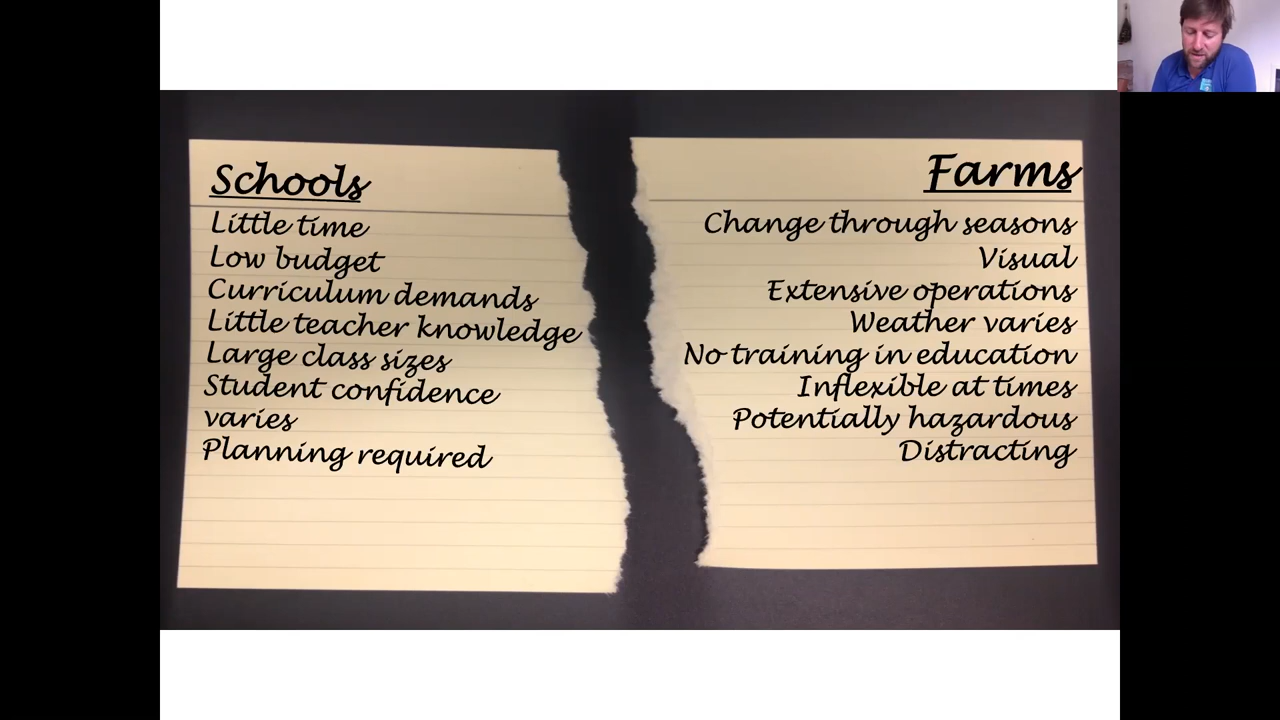 Schools
Little time
Low budget
Curriculum demands
Little teacher knowledge
Large class sizes
Student confidence
varies
Planning required
Farms
Change through seasons
Visual
Extensive operations
Weather varies
No training in education
Inflexible at times
Potentially hazardous
Distracting